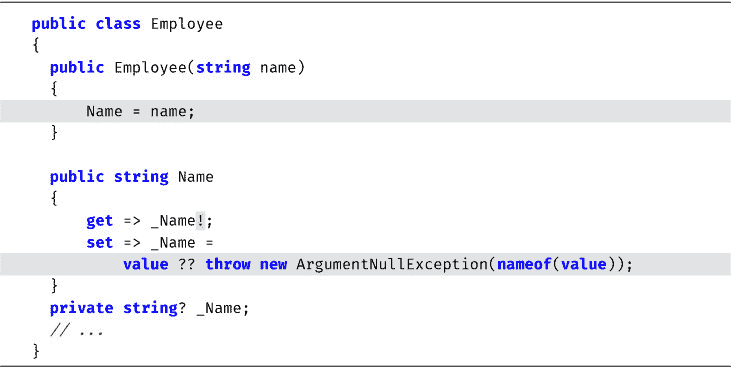 public class Employee
{
  public Employee(string name)
  {
      Name = name;
  }

  public string Name
  {
      get => _Name!;
      set => _Name =
          value ?? throw new ArgumentNullException(nameof(value));
  }
  private string? _Name;
  // ...
}